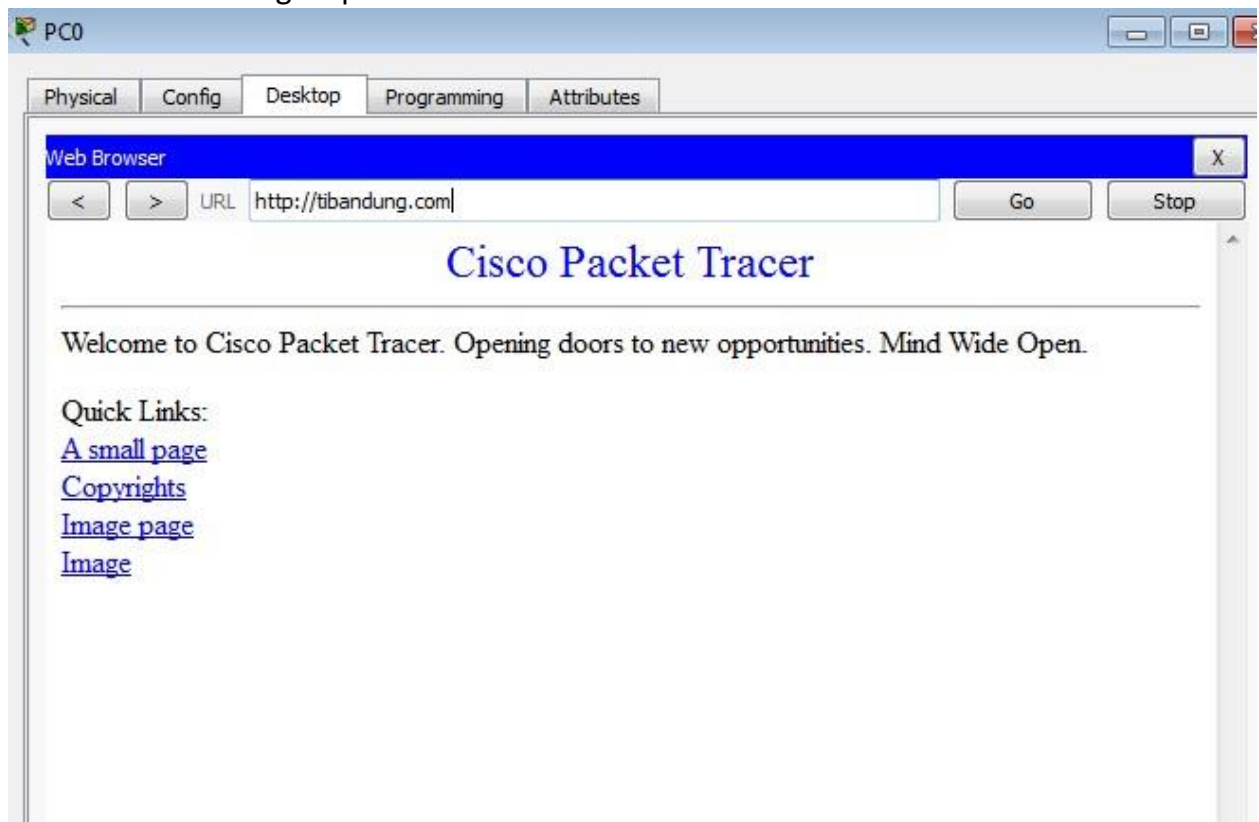 PC0
Physical Config Desktop Programming Attributes
Web Browser X
< > URL http://tibandung.com Go Stop
Cisco Packet Tracer
Welcome to Cisco Packet Tracer. Opening doors to new opportunities. Mind Wide Open.
Quick Links:
A small page
Copyrights
Image page
Image